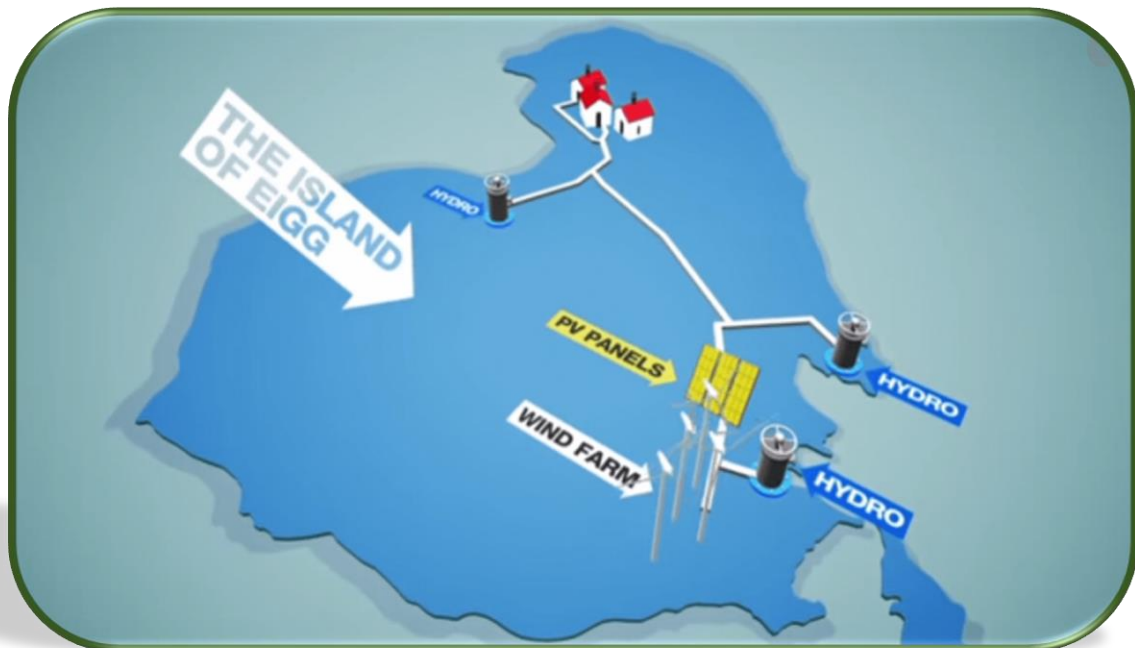 THE ISLAND
OF EIGG
HYDRO
PV PANELS
WIND FARM
HYDRO
HYDRO